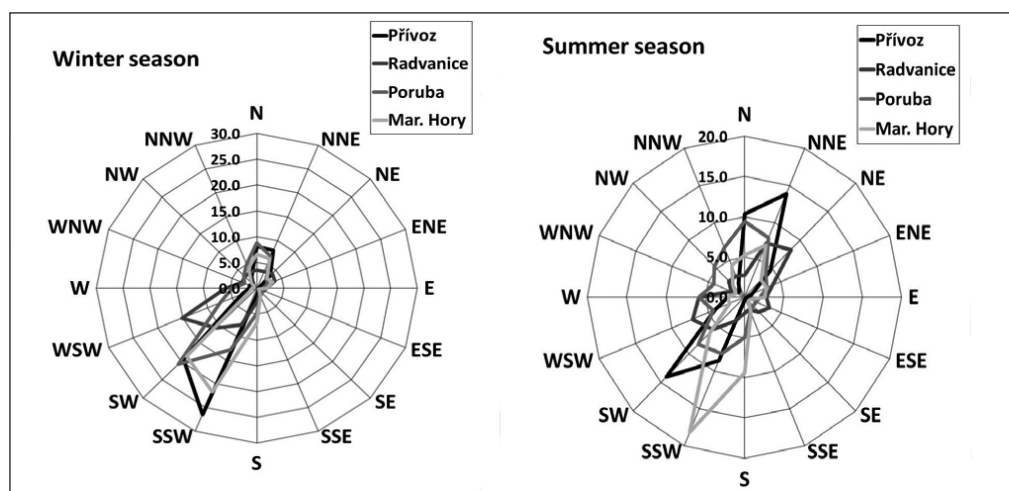 Winter season
Přívoz
Radvanice
Poruba
Mar. Hory
N
NNE
NE
ENE
E
ESE
SE
SSE
S
SSW
SW
WSW
W
WNW
NW
NNW
30.0
25.0
20.0
15.0
10.0
5.0
0.0
Summer season
Přívoz
Radvanice
Poruba
Mar. Hory
N
NNE
NE
ENE
E
ESE
SE
SSE
S
SSW
SW
WSW
W
WNW
NW
NNW
20.0
15.0
10.0
5.0
0.0